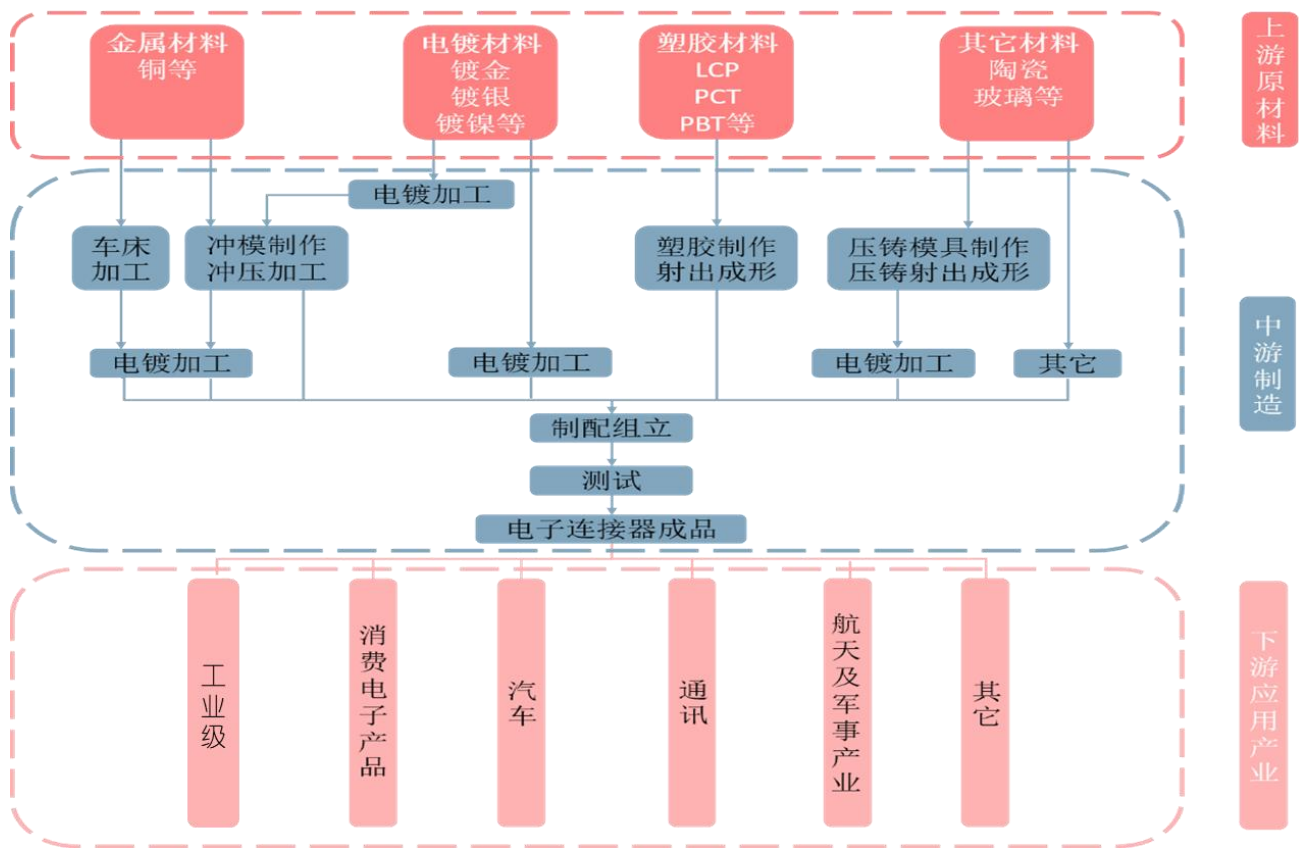 金属材料
铜等
电镀材料
镀金
镀银
镀镍等
塑胶材料
LCP
PCT
PBT等
其它材料
陶瓷
玻璃等
上游原材料
电镀加工
车床
加工
冲模制作
冲压加工
塑胶制作
射出成形
压铸模具制作
压铸射出成形
电镀加工
电镀加工
电镀加工
其它
中游制造
制配组立
测试
电子连接器成品
工业级
消费电子产品
汽车
通讯
航天及军事产业
其它
下游应用产业